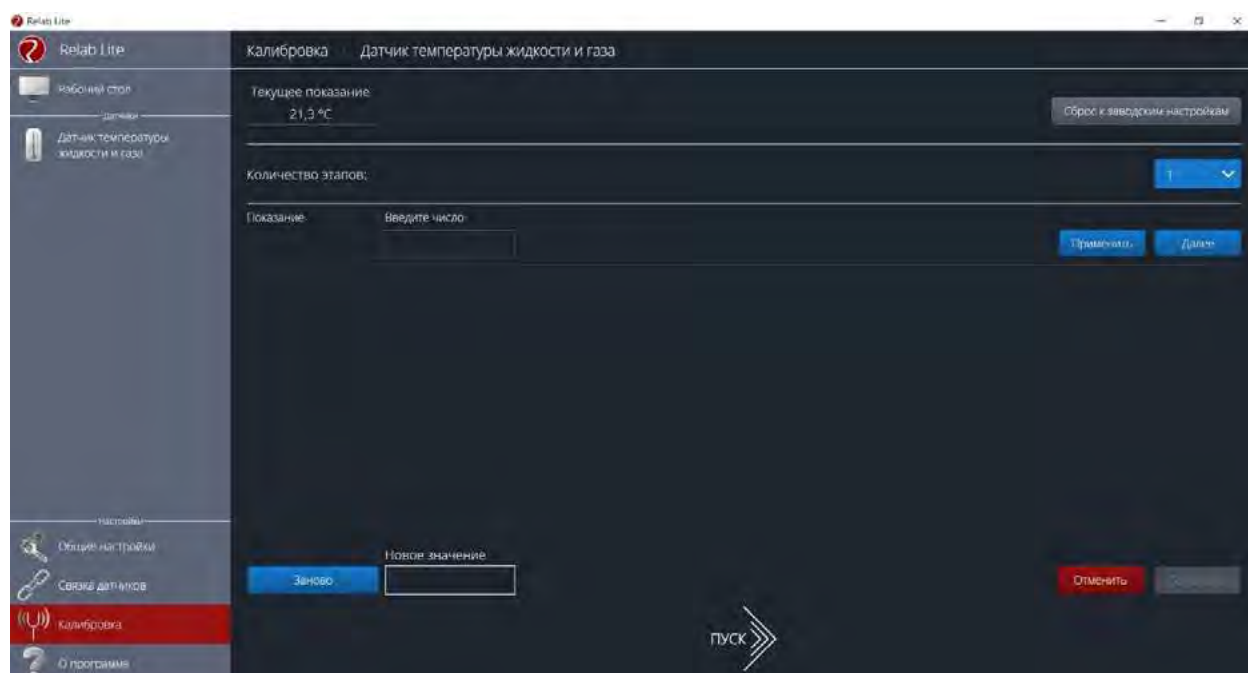 Relab Lite
Relab Lite
Калибровка Датчик температуры жидкости и газа
Рабочий стол
Датчики
Датчик температуры
жидкости и газа
Текущее показание
21,3 °C
Сброс к заводским настройкам
Количество этапов:
1
Показание Введите число
Применить Далее
Настройки
Общие настройки
Связка датчиков
Калибровка
О программе
Новое значение
Заново
Отменить
ПУСК